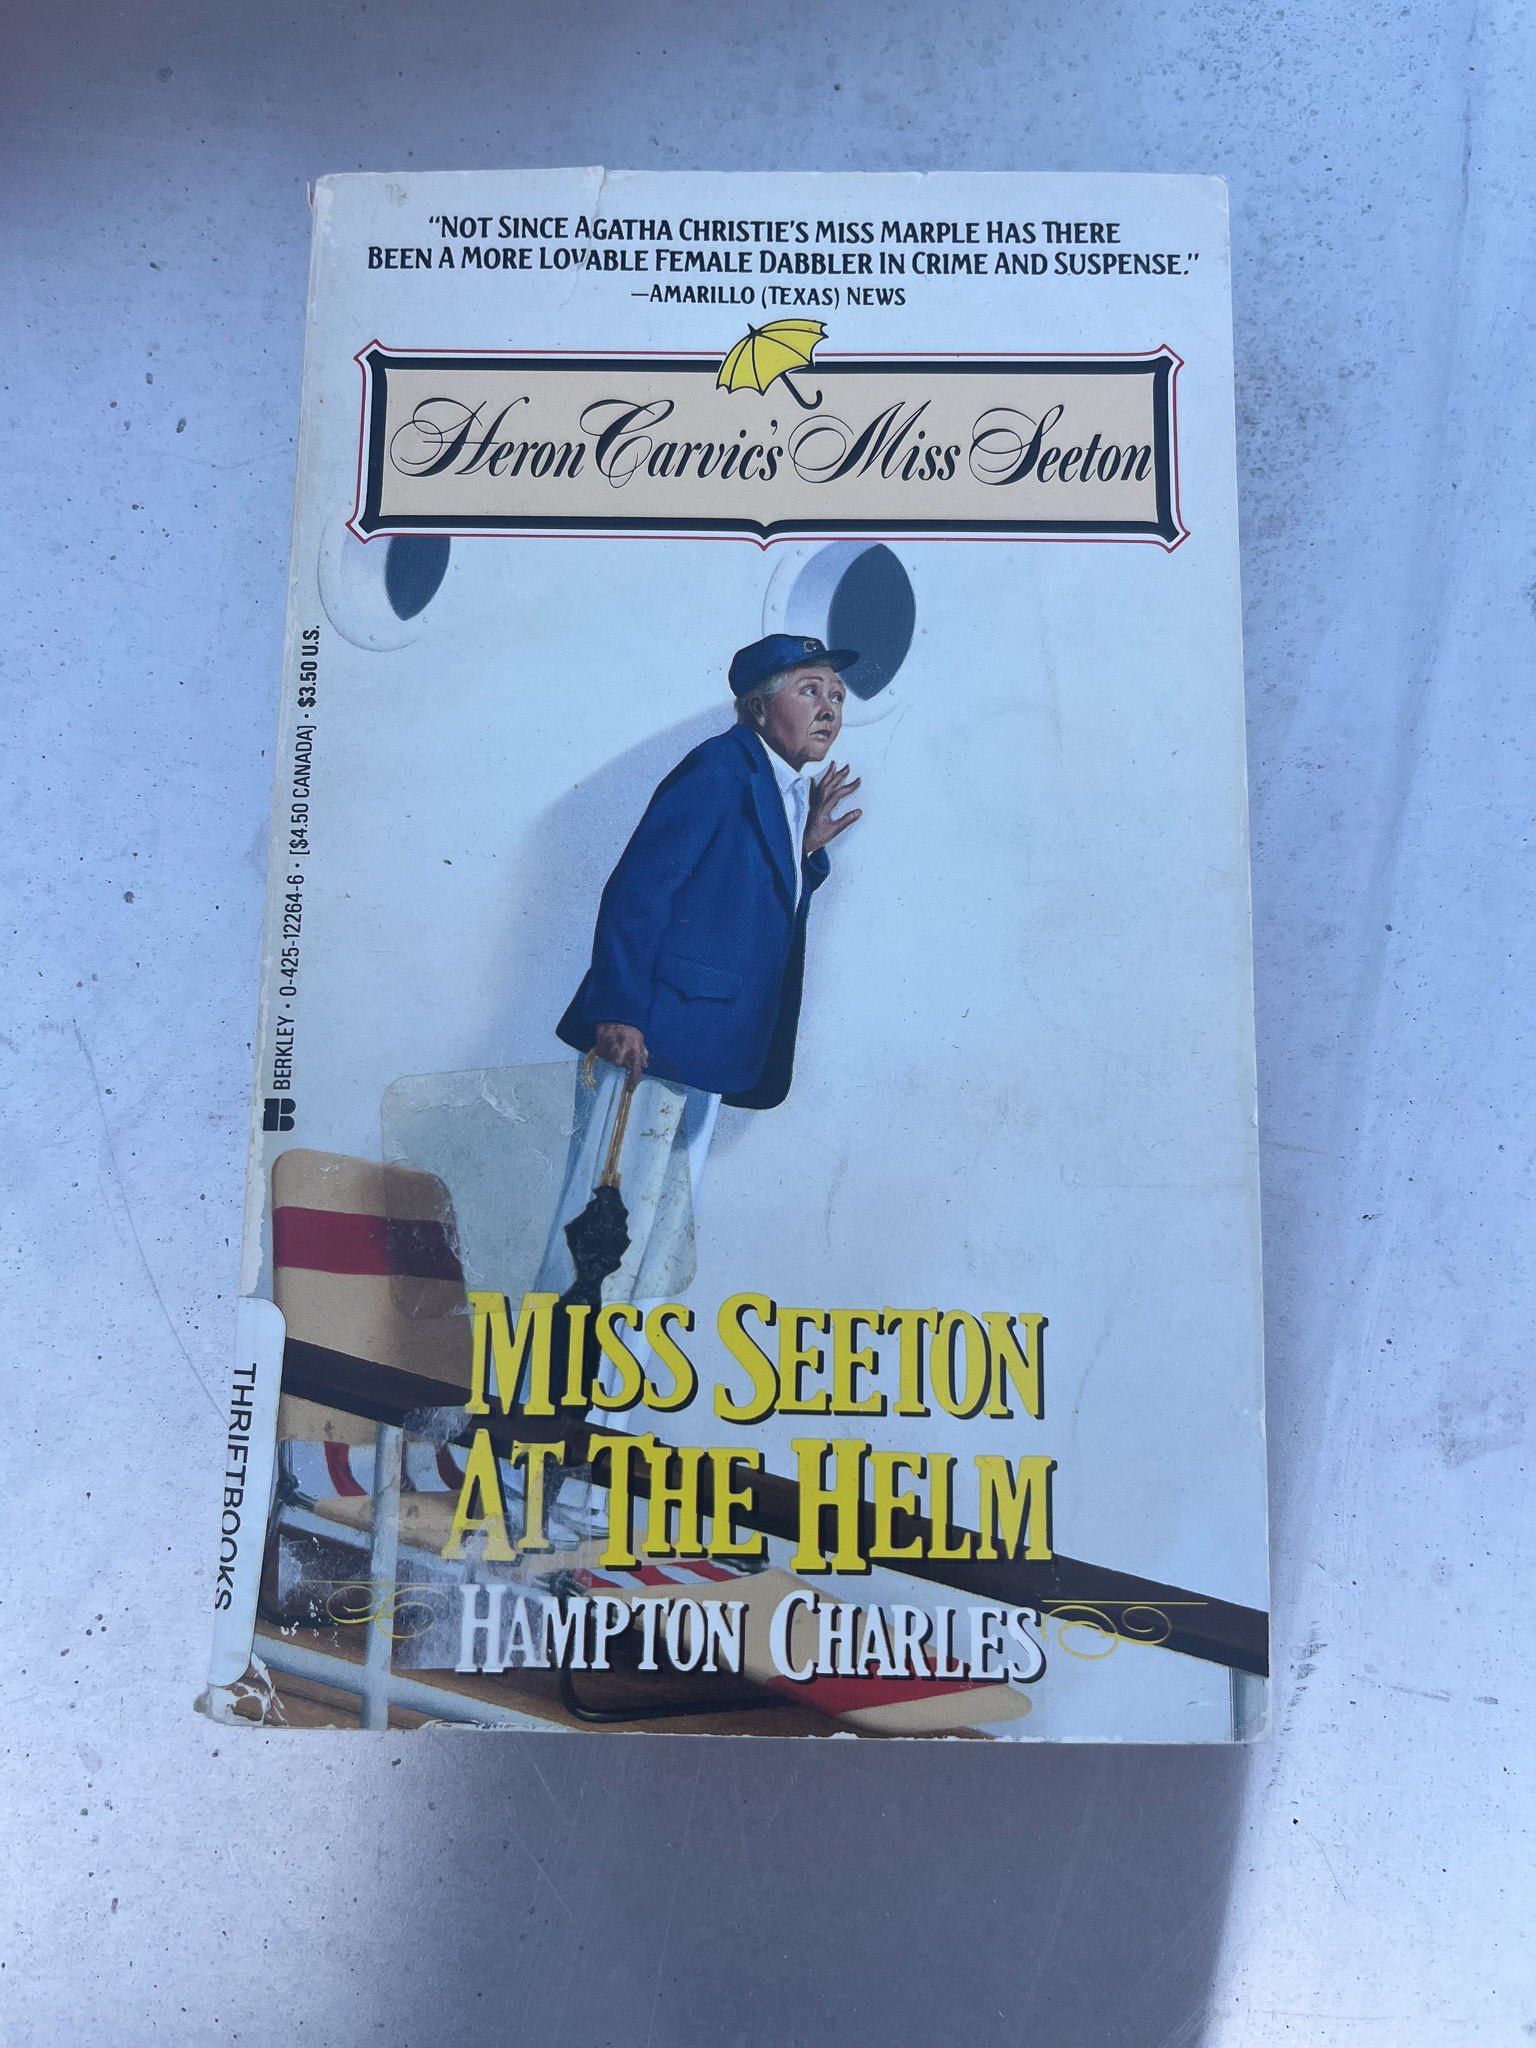 “NOT SINCE AGATHA CHRISTIE’S MISS MARPLE HAS THERE
BEEN A MORE LOVABLE FEMALE DABBLER IN CRIME AND SUSPENSE.”
—AMARILLO (TEXAS) NEWS
Heron Carvic’s Miss Seeton
BERKLEY • 0-425-12264-6 • [$4.50 CANADA] • $3.50 U.S.
MISS SEETON
AT THE HELM
HAMPTON CHARLES
THRIFTBOOKS